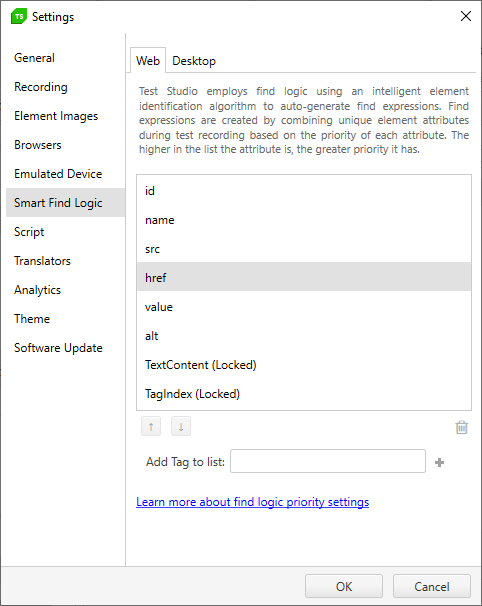 TS Settings
General
Recording
Element Images
Browsers
Emulated Device
Smart Find Logic
Script
Translators
Analytics
Theme
Software Update
Web Desktop
Test Studio employs find logic using an intelligent element
identification algorithm to auto-generate find expressions. Find
expressions are created by combining unique element attributes
during test recording based on the priority of each attribute. The
higher in the list the attribute is, the greater priority it has.
id
name
src
href
value
alt
TextContent (Locked)
TagIndex (Locked)
Add Tag to list:
Learn more about find logic priority settings
OK Cancel